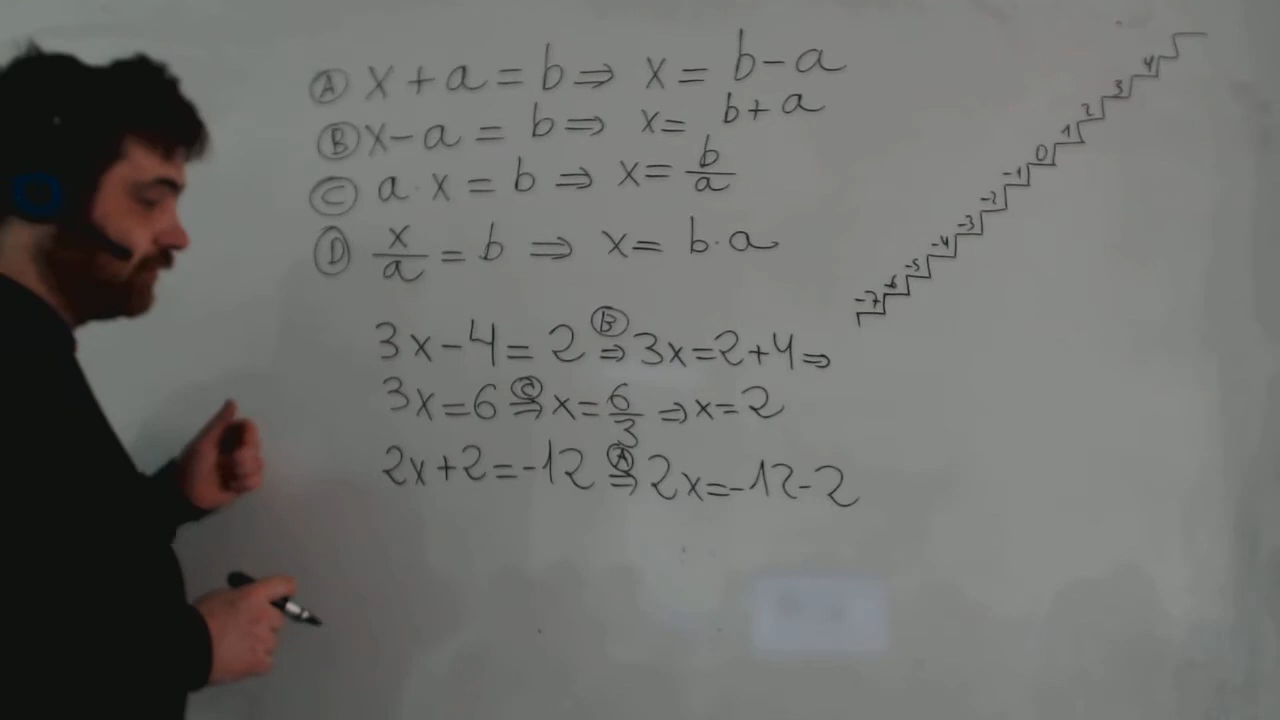 Ⓐ x + a = b ⇒ x = b - a
Ⓑ x - a = b ⇒ x = b + a
Ⓒ a · x = b ⇒ x = b/a
Ⓓ x/a = b ⇒ x = b · a
3x - 4 = 2 Ⓑ⇒ 3x = 2 + 4 ⇒
3x = 6 Ⓒ⇒ x = 6/3 ⇒ x = 2
2x + 2 = -12 Ⓐ⇒ 2x = -12 - 2
-7 -6 -5 -4 -3 -2 -1 0 1 2 3 4